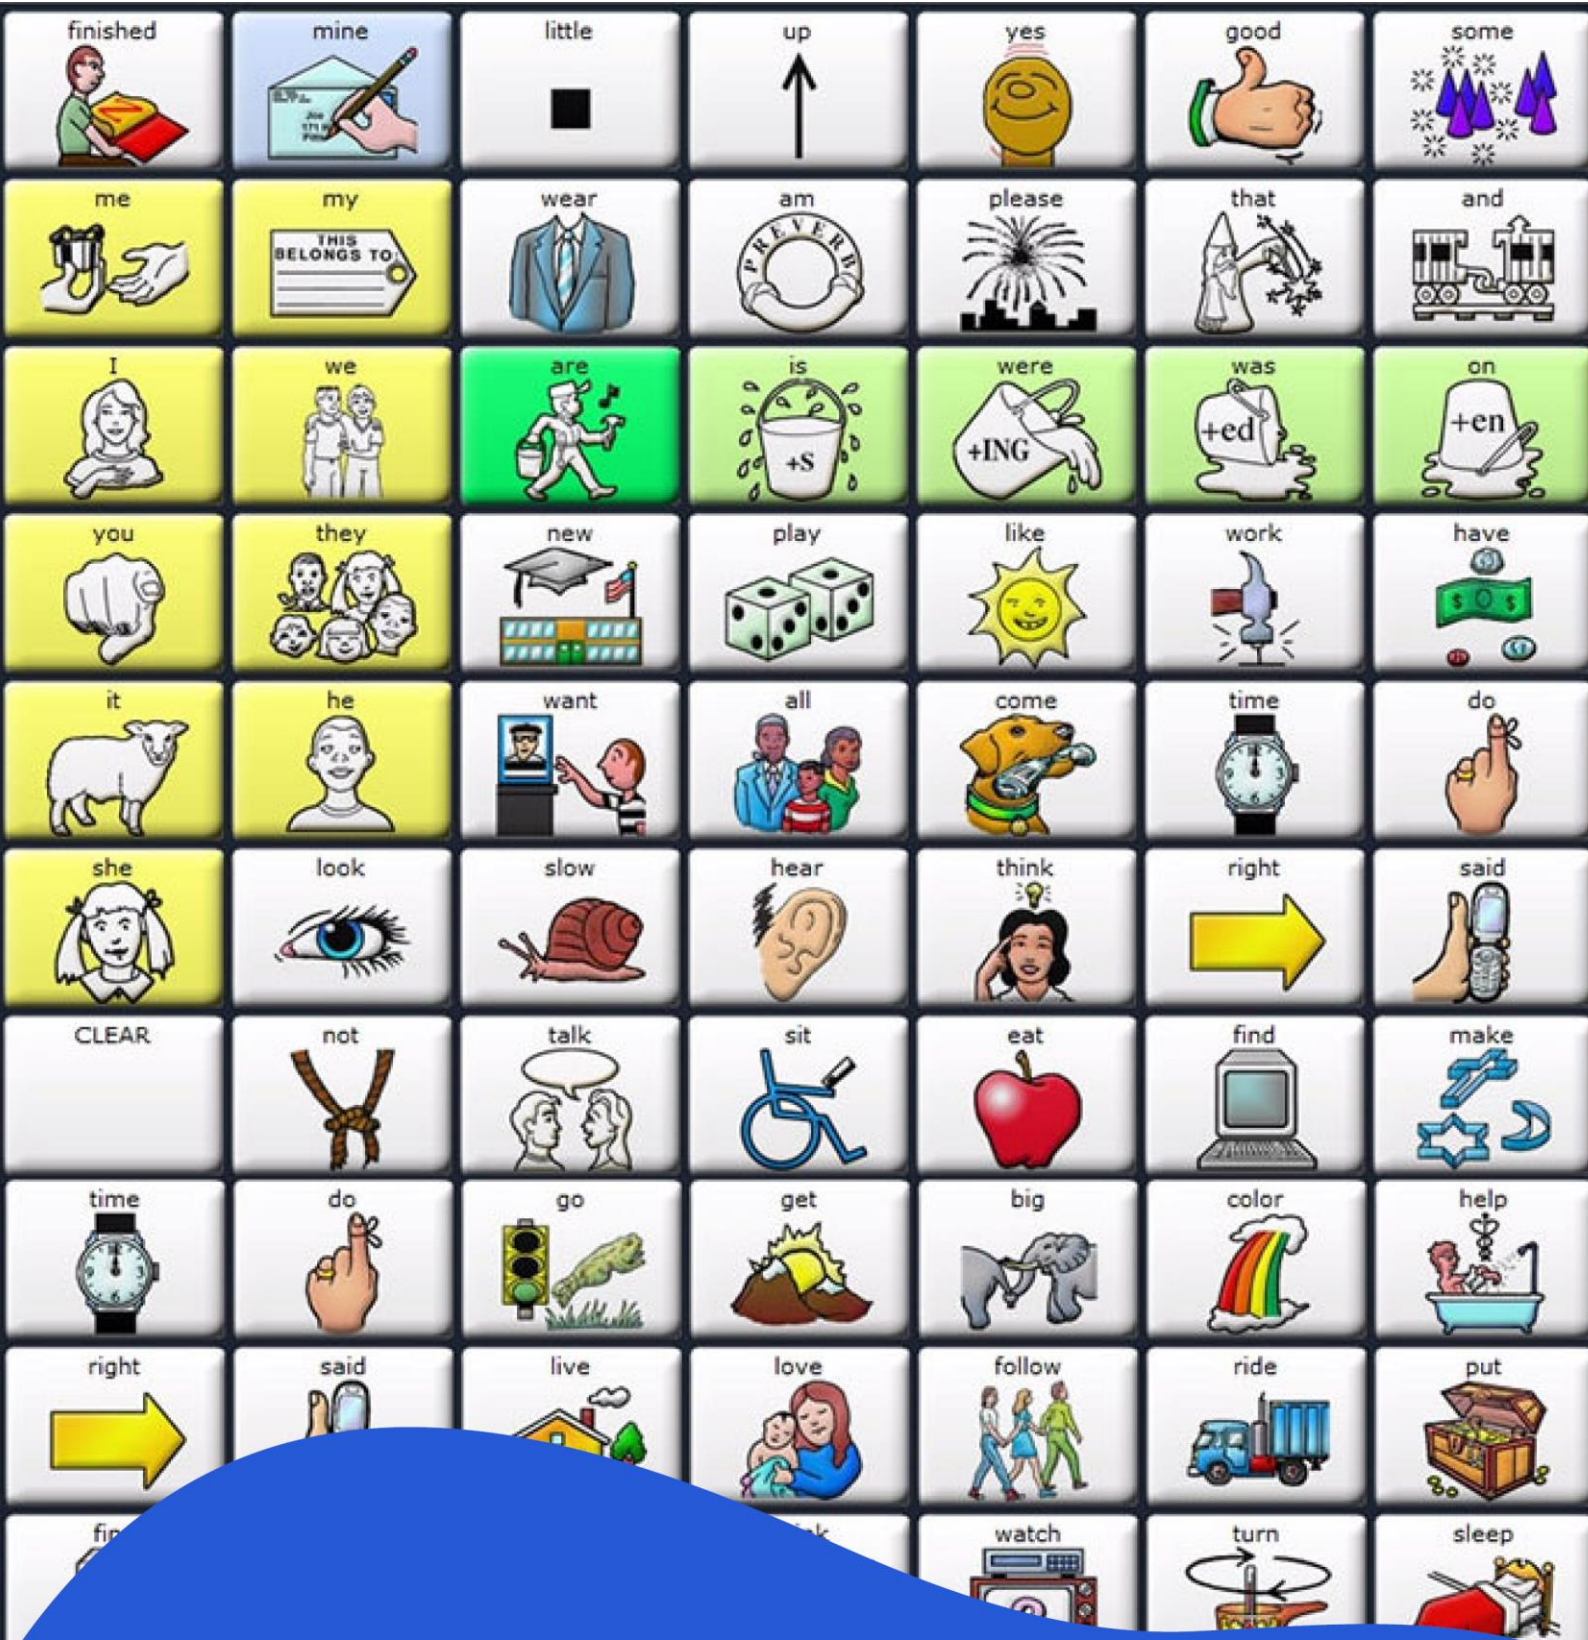 finished mine little up yes good some
me my wear am please that and
THIS
BELONGS TO
PREVERB
I we are is were was on
+S +ING +ed +en
you they new play like work have
it he want all come time do
she look slow hear think right said
CLEAR not talk sit eat find make
time do go get big color help
right said live love follow ride put
watch turn sleep